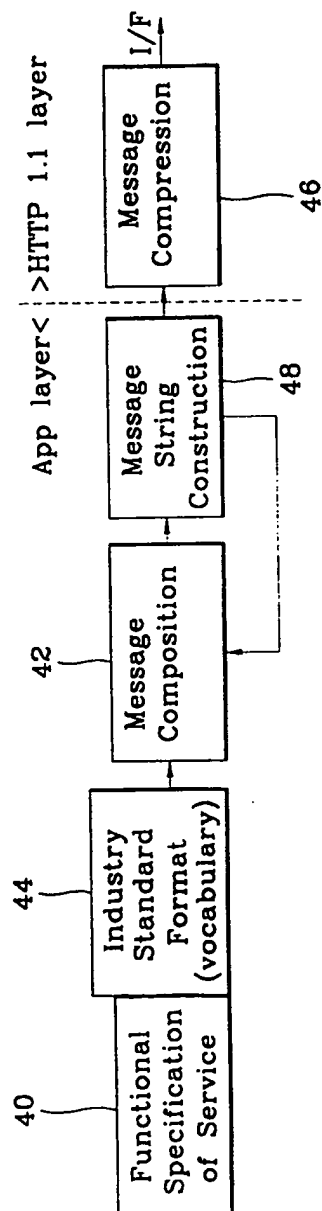 App layer< >HTTP 1.1 layer
40
Functional
Specification
of Service
44
Industry
Standard
Format
(vocabulary)
42
Message
Composition
Message
String
Construction
48
Message
Compression
46
I/F